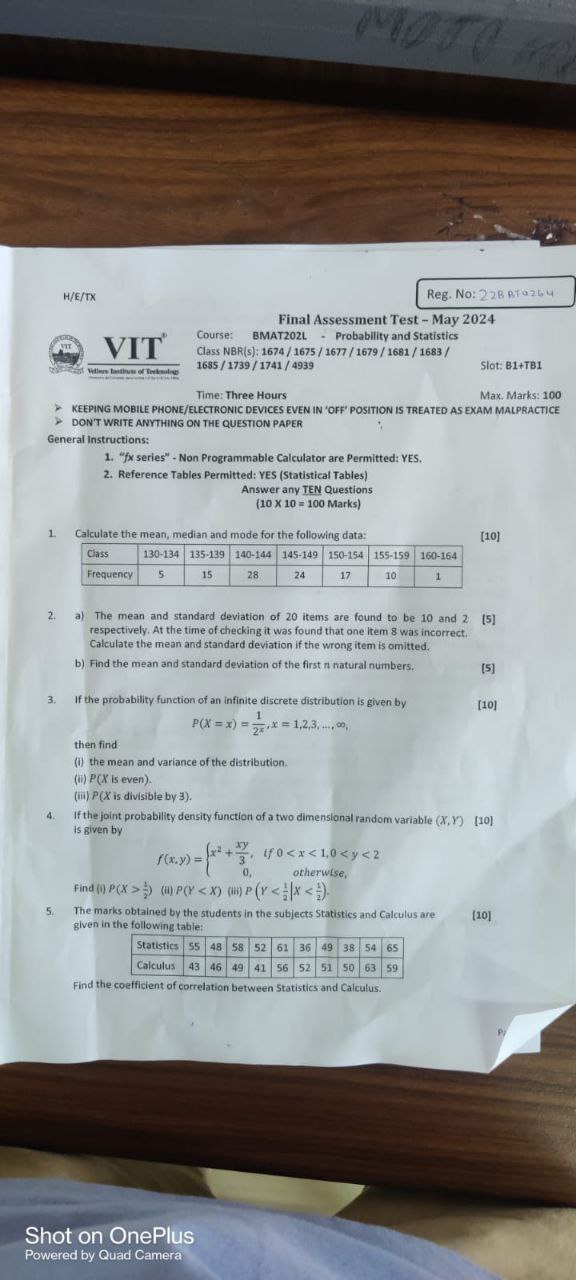 MOTO
H/E/TX
Reg. No: 22BAT0264
Final Assessment Test – May 2024
VIT
VIT®
Vellore Institute of Technology
Course: BMAT202L - Probability and Statistics
Class NBR(s): 1674 / 1675 / 1677 / 1679 / 1681 / 1683 /
1685 / 1739 / 1741 / 4939
Slot: B1+TB1
Time: Three Hours Max. Marks: 100
➢ KEEPING MOBILE PHONE/ELECTRONIC DEVICES EVEN IN 'OFF' POSITION IS TREATED AS EXAM MALPRACTICE
➢ DON'T WRITE ANYTHING ON THE QUESTION PAPER
General Instructions:
1. "fx series" - Non Programmable Calculator are Permitted: YES.
2. Reference Tables Permitted: YES (Statistical Tables)
Answer any TEN Questions
(10 X 10 = 100 Marks)
1. Calculate the mean, median and mode for the following data: [10]
Class 130-134 135-139 140-144 145-149 150-154 155-159 160-164
Frequency 5 15 28 24 17 10 1
2. a) The mean and standard deviation of 20 items are found to be 10 and 2 [5]
respectively. At the time of checking it was found that one item 8 was incorrect.
Calculate the mean and standard deviation if the wrong item is omitted.
b) Find the mean and standard deviation of the first n natural numbers. [5]
3. If the probability function of an infinite discrete distribution is given by [10]
P(X = x) = 1/2^x, x = 1,2,3, ..., ∞,
then find
(i) the mean and variance of the distribution.
(ii) P(X is even).
(iii) P(X is divisible by 3).
4. If the joint probability density function of a two dimensional random variable (X,Y) [10]
is given by
f(x,y) = { x² + xy/3, if 0 < x < 1, 0 < y < 2
0, otherwise,
Find (i) P(X > 1/2) (ii) P(Y < X) (iii) P(Y < 1/2 | X < 1/2).
5. The marks obtained by the students in the subjects Statistics and Calculus are [10]
given in the following table:
Statistics 55 48 58 52 61 36 49 38 54 65
Calculus 43 46 49 41 56 52 51 50 63 59
Find the coefficient of correlation between Statistics and Calculus.
Shot on OnePlus
Powered by Quad Camera